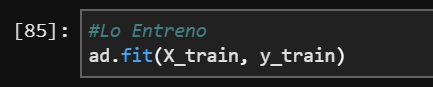 [85]:
#Lo Entreno
ad.fit(X_train, y_train)